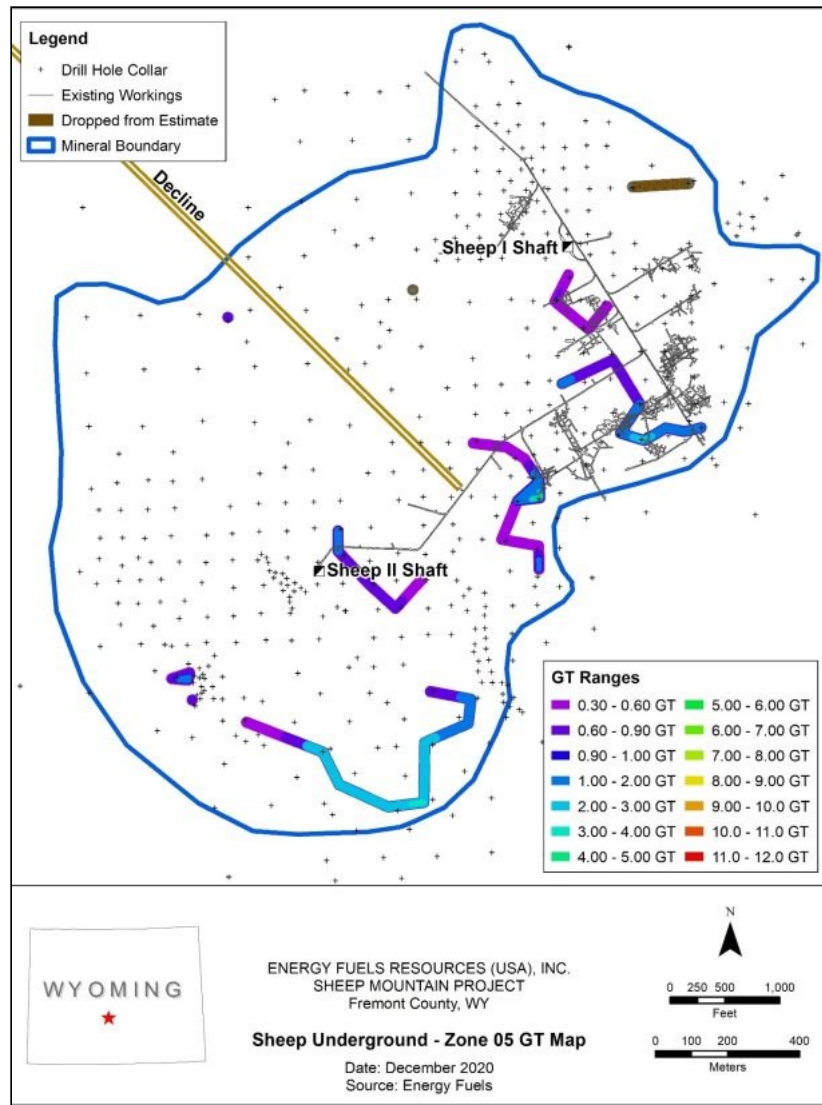 Legend
Drill Hole Collar
Existing Workings
Dropped from Estimate
Mineral Boundary
Decline
Sheep I Shaft
Sheep II Shaft
GT Ranges
0.30 - 0.60 GT
0.60 - 0.90 GT
0.90 - 1.00 GT
1.00 - 2.00 GT
2.00 - 3.00 GT
3.00 - 4.00 GT
4.00 - 5.00 GT
5.00 - 6.00 GT
6.00 - 7.00 GT
7.00 - 8.00 GT
8.00 - 9.00 GT
9.00 - 10.0 GT
10.0 - 11.0 GT
11.0 - 12.0 GT
WYOMING
ENERGY FUELS RESOURCES (USA), INC.
SHEEP MOUNTAIN PROJECT
Fremont County, WY
Sheep Underground - Zone 05 GT Map
Date: December 2020
Source: Energy Fuels
N
0 250 500 1,000
Feet
0 100 200 400
Meters